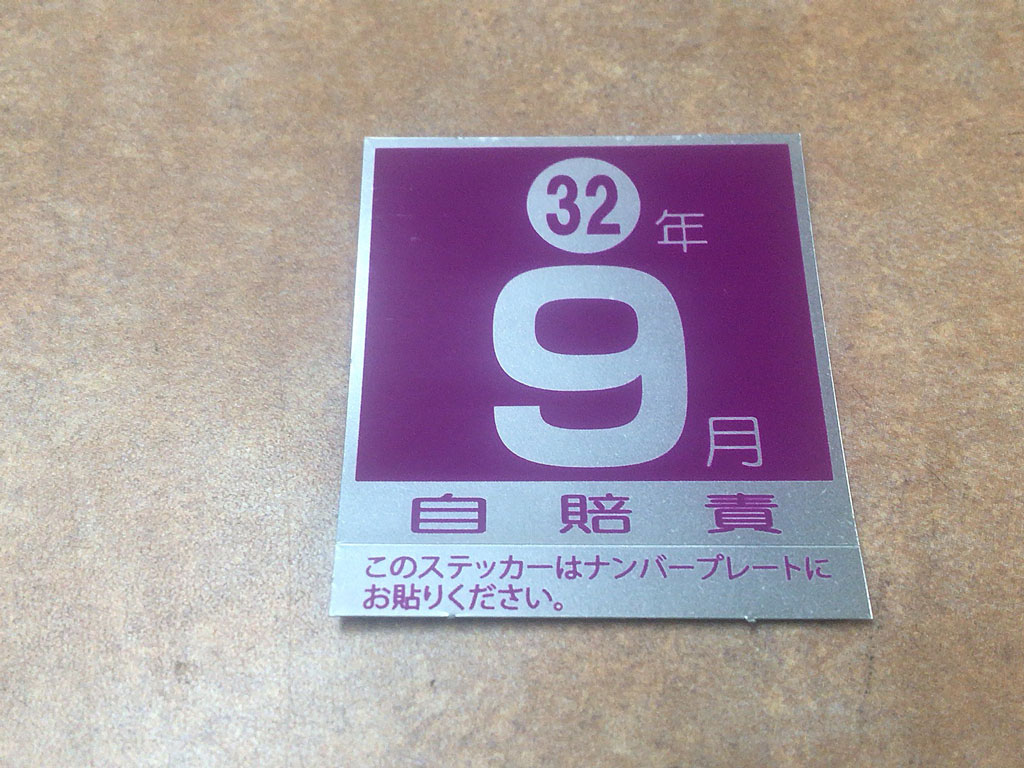 32年
9月
自賠責
このステッカーはナンバープレートに
お貼りください。